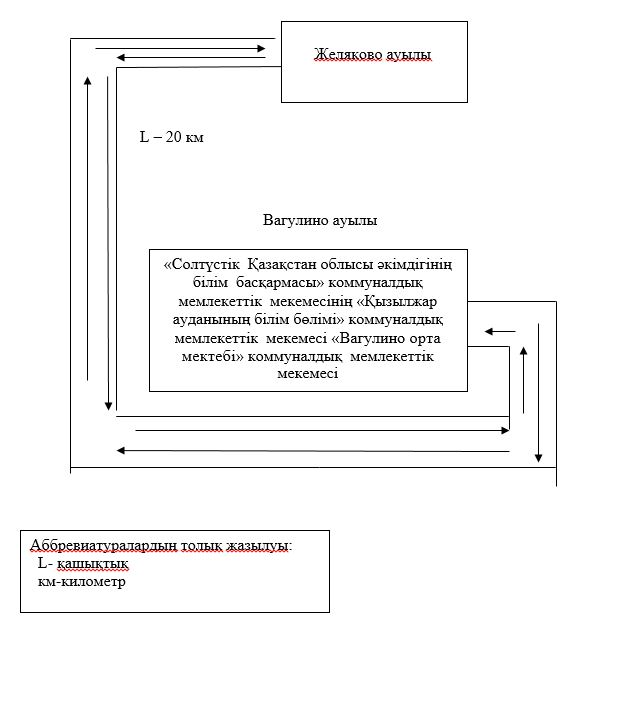 Желяково ауылы
L – 20 км
Вагулино ауылы
«Солтүстік Қазақстан облысы әкімдігінің
білім басқармасы» коммуналдық
мемлекеттік мекемесінің «Қызылжар
ауданының білім бөлімі» коммуналдық
мемлекеттік мекемесі «Вагулино орта
мектебі» коммуналдық мемлекеттік
мекемесі
Аббревиатуралардың толық жазылуы:
L- қашықтық
км-километр